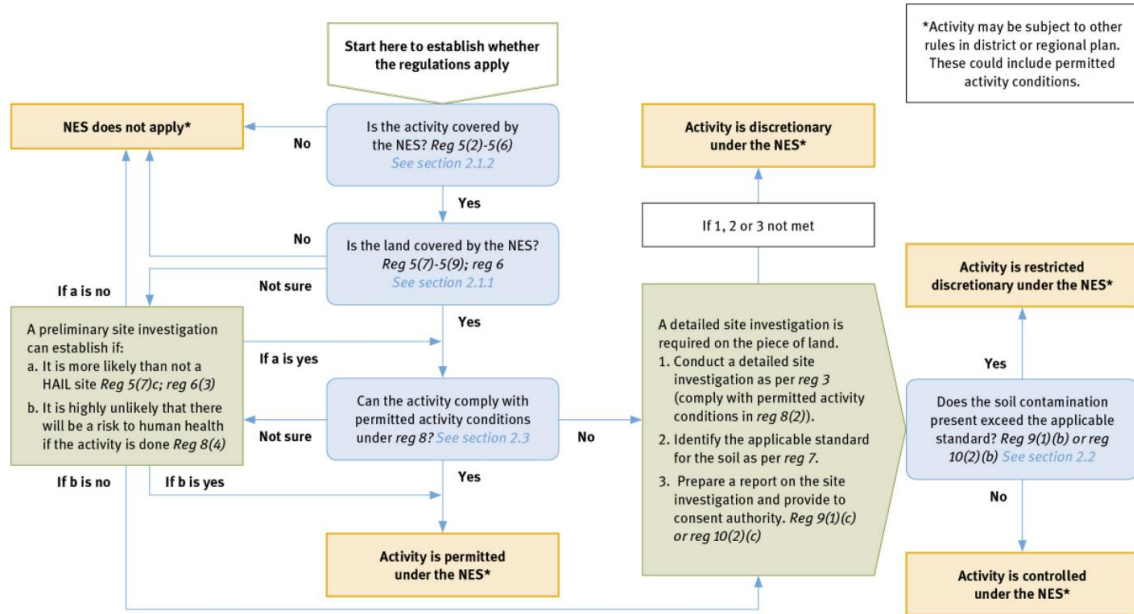 Start here to establish whether
the regulations apply
*Activity may be subject to other
rules in district or regional plan.
These could include permitted
activity conditions.
NES does not apply*
No
Is the activity covered by
the NES? Reg 5(2)-5(6)
See section 2.1.2
Activity is discretionary
under the NES*
Yes
If 1, 2 or 3 not met
No
Is the land covered by the NES?
Reg 5(7)-5(9); reg 6
See section 2.1.1
Not sure
If a is no
Yes
Activity is restricted
discretionary under the NES*
A preliminary site investigation
can establish if:
a. It is more likely than not a
HAIL site Reg 5(7)c; reg 6(3)
b. It is highly unlikely that there
will be a risk to human health
if the activity is done Reg 8(4)
If a is yes
Can the activity comply with
permitted activity conditions
under reg 8? See section 2.3
Not sure
No
If b is no
If b is yes
Yes
Activity is permitted
under the NES*
A detailed site investigation is
required on the piece of land.
1. Conduct a detailed site
investigation as per reg 3
(comply with permitted activity
conditions in reg 8(2)).
2. Identify the applicable standard
for the soil as per reg 7.
3. Prepare a report on the site
investigation and provide to
consent authority. Reg 9(1)(c)
or reg 10(2)(c)
Yes
Does the soil contamination
present exceed the applicable
standard? Reg 9(1)(b) or reg
10(2)(b) See section 2.2
No
Activity is controlled
under the NES*